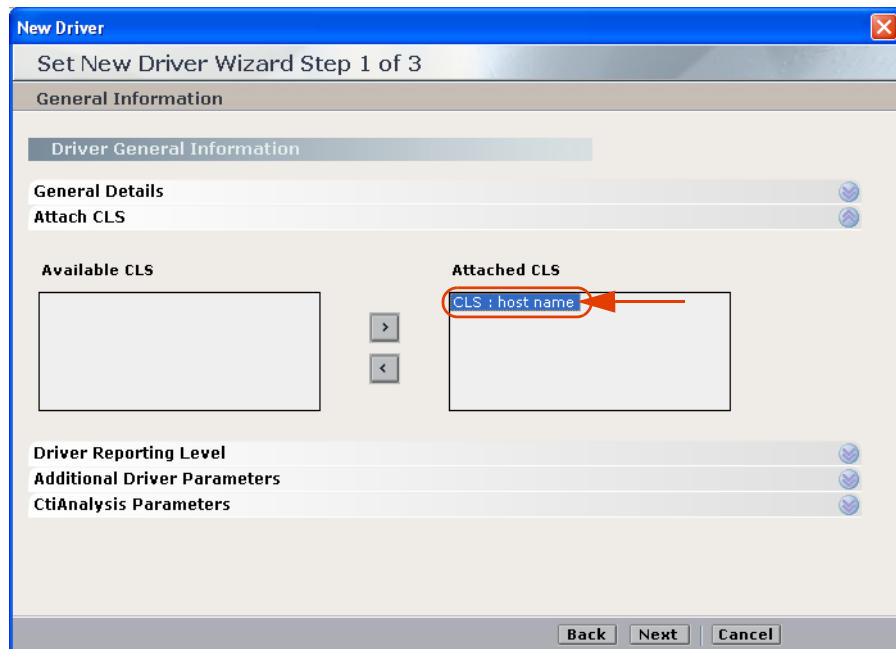 New Driver
Set New Driver Wizard Step 1 of 3
General Information
Driver General Information
General Details
Attach CLS
Available CLS
Attached CLS
CLS : host name
>
<
Driver Reporting Level
Additional Driver Parameters
CtiAnalysis Parameters
Back Next Cancel